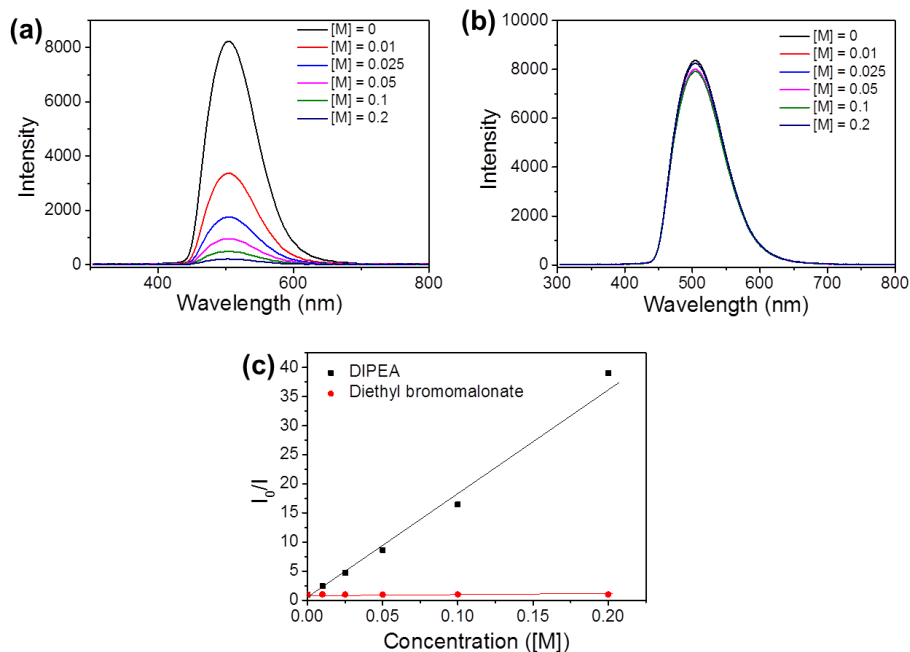 (a)
8000
6000
4000
2000
0
Intensity
[M] = 0
[M] = 0.01
[M] = 0.025
[M] = 0.05
[M] = 0.1
[M] = 0.2
400
600
800
Wavelength (nm)
(b)
10000
8000
6000
4000
2000
0
Intensity
[M] = 0
[M] = 0.01
[M] = 0.025
[M] = 0.05
[M] = 0.1
[M] = 0.2
300
400
500
600
700
800
Wavelength (nm)
(c)
40
35
30
25
20
15
10
5
0
I0/I
DIPEA
Diethyl bromomalonate
0.00
0.05
0.10
0.15
0.20
Concentration ([M])